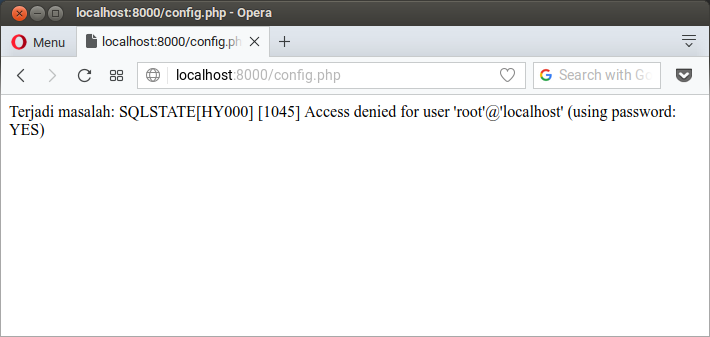 localhost:8000/config.php - Opera
Menu
localhost:8000/config.ph
localhost:8000/config.php
Search with Go
Terjadi masalah: SQLSTATE[HY000] [1045] Access denied for user 'root'@'localhost' (using password:
YES)